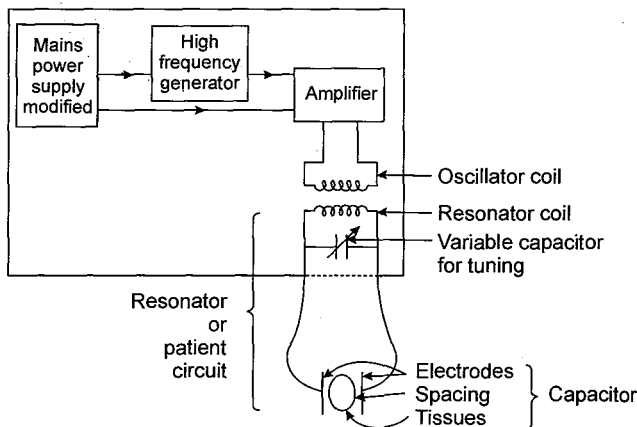 Mains
power
supply
modified
High
frequency
generator
Amplifier
Oscillator coil
Resonator coil
Variable capacitor
for tuning
Resonator
or
patient
circuit
Electrodes
Spacing
Tissues
Capacitor